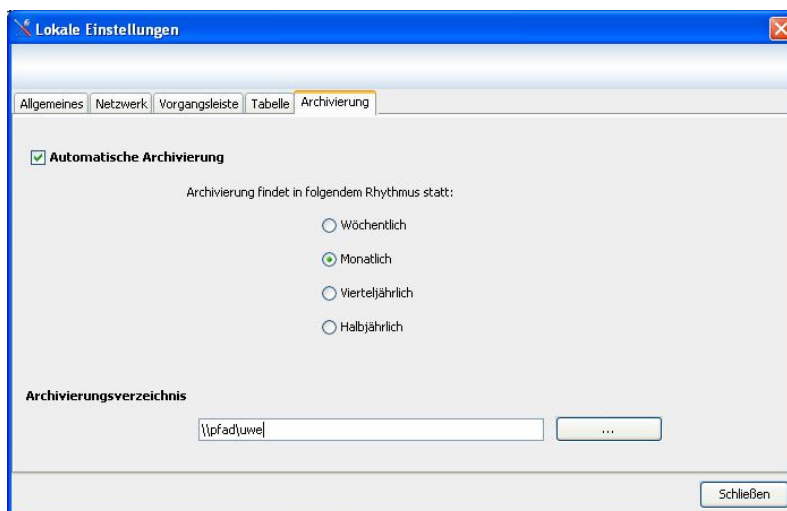 Lokale Einstellungen
Allgemeines Netzwerk Vorgangsleiste Tabelle Archivierung
Automatische Archivierung
Archivierung findet in folgendem Rhythmus statt:
Wöchentlich
Monatlich
Vierteljährlich
Halbjährlich
Archivierungsverzeichnis
\\pfad\uwe ...
Schließen